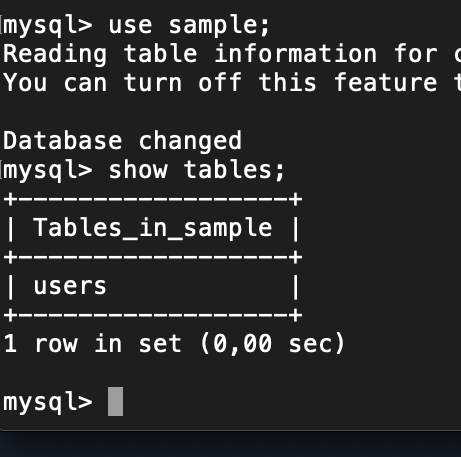 mysql> use sample;
Reading table information for
You can turn off this feature
Database changed
mysql> show tables;
+------------------+
| Tables_in_sample |
+------------------+
| users            |
+------------------+
1 row in set (0,00 sec)
mysql>